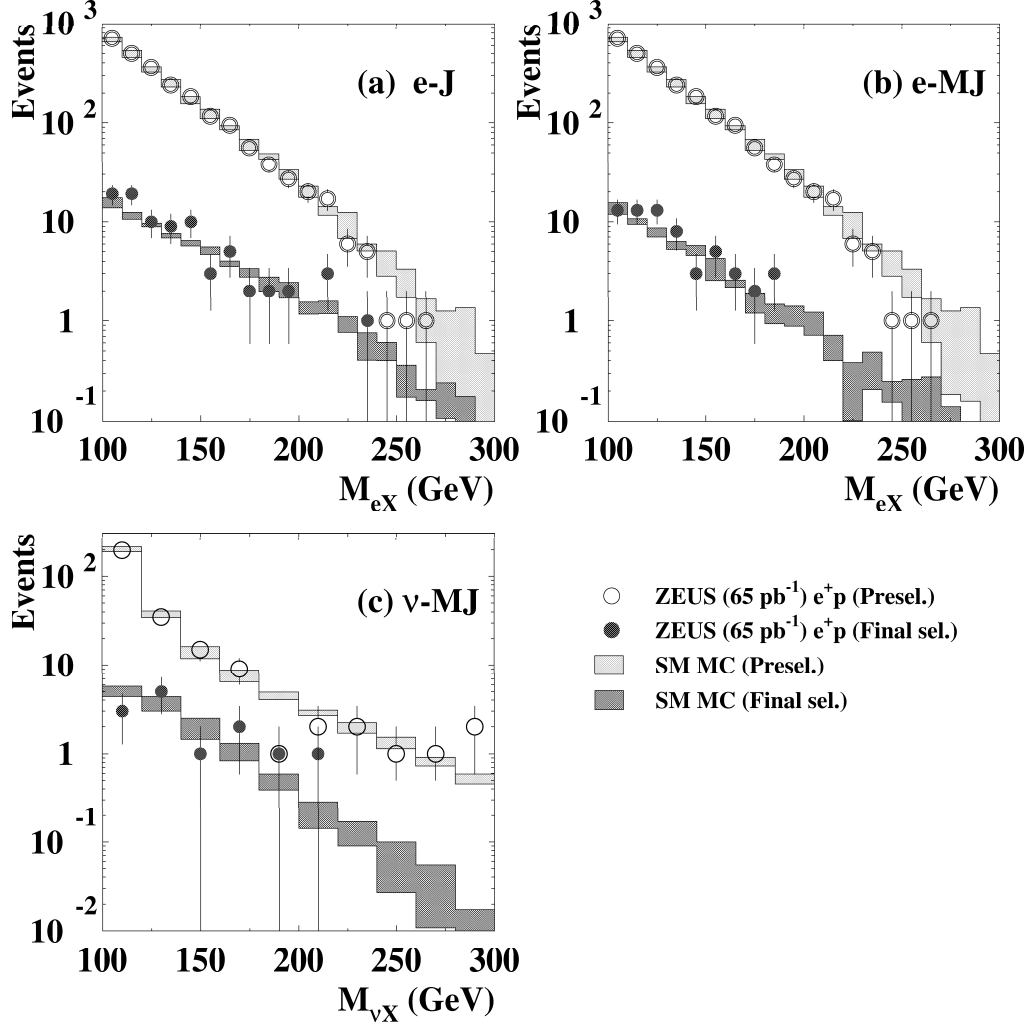 Events
10³
10²
10
1
10⁻¹
(a) e-J
100 150 200 250 300
M_eX (GeV)
Events
10³
10²
10
1
10⁻¹
(b) e-MJ
100 150 200 250 300
M_eX (GeV)
Events
10²
10
1
10⁻¹
10⁻²
(c) ν-MJ
100 150 200 250 300
M_νX (GeV)
ZEUS (65 pb⁻¹) e⁺p (Presel.)
ZEUS (65 pb⁻¹) e⁺p (Final sel.)
SM MC (Presel.)
SM MC (Final sel.)